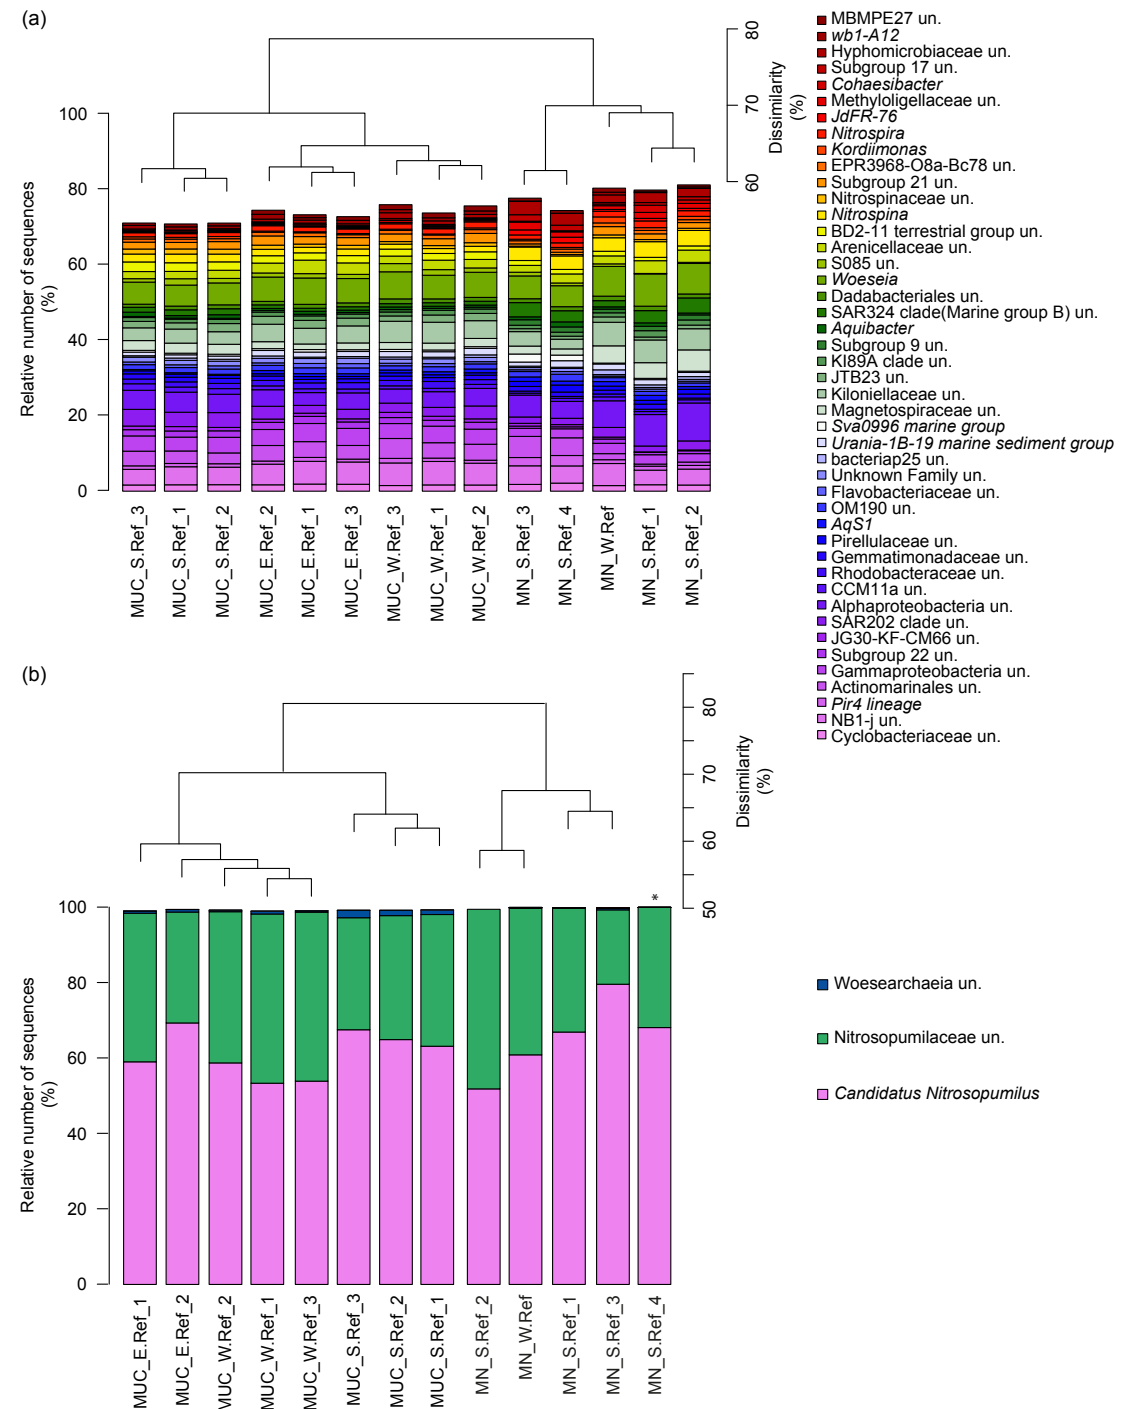 (a)
80
70
60
Dissimilarity
(%)
100
80
60
40
20
0
Relative number of sequences
(%)
MUC_S.Ref_3
MUC_S.Ref_1
MUC_S.Ref_2
MUC_E.Ref_2
MUC_E.Ref_1
MUC_E.Ref_3
MUC_W.Ref_3
MUC_W.Ref_1
MUC_W.Ref_2
MN_S.Ref_3
MN_S.Ref_4
MN_W.Ref
MN_S.Ref_1
MN_S.Ref_2
MBMPE27 un.
wb1-A12
Hyphomicrobiaceae un.
Subgroup 17 un.
Cohaesibacter
Methyloligellaceae un.
JdFR-76
Nitrospira
Kordiimonas
EPR3968-O8a-Bc78 un.
Subgroup 21 un.
Nitrospinaceae un.
Nitrospina
BD2-11 terrestrial group un.
Arenicellaceae un.
S085 un.
Woeseia
Dadabacteriales un.
SAR324 clade(Marine group B) un.
Aquibacter
Subgroup 9 un.
KI89A clade un.
JTB23 un.
Kiloniellaceae un.
Magnetospiraceae un.
Sva0996 marine group
Urania-1B-19 marine sediment group
bacteriap25 un.
Unknown Family un.
Flavobacteriaceae un.
OM190 un.
AqS1
Pirellulaceae un.
Gemmatimonadaceae un.
Rhodobacteraceae un.
CCM11a un.
Alphaproteobacteria un.
SAR202 clade un.
JG30-KF-CM66 un.
Subgroup 22 un.
Gammaproteobacteria un.
Actinomarinales un.
Pir4 lineage
NB1-j un.
Cyclobacteriaceae un.
(b)
80
70
60
50
Dissimilarity
(%)
*
100
80
60
40
20
0
Relative number of sequences
(%)
MUC_E.Ref_1
MUC_E.Ref_2
MUC_W.Ref_2
MUC_W.Ref_1
MUC_W.Ref_3
MUC_S.Ref_3
MUC_S.Ref_2
MUC_S.Ref_1
MN_S.Ref_2
MN_W.Ref
MN_S.Ref_1
MN_S.Ref_3
MN_S.Ref_4
Woesearchaeia un.
Nitrosopumilaceae un.
Candidatus Nitrosopumilus